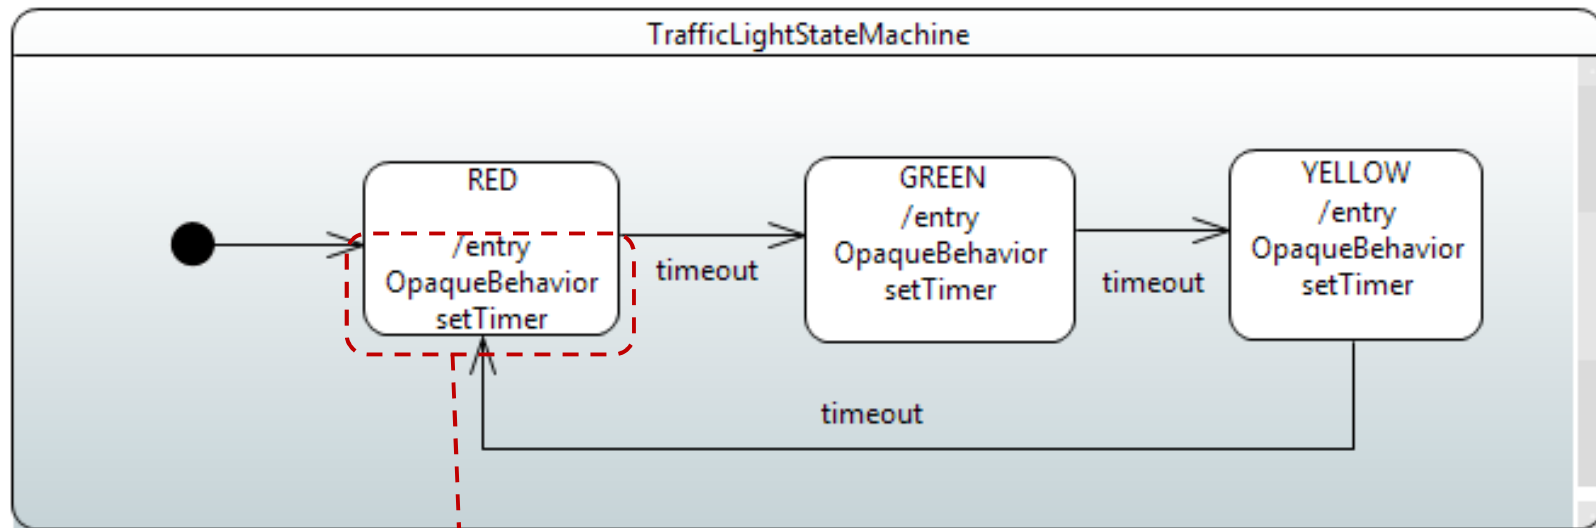 TrafficLightStateMachine
RED
/entry
OpaqueBehavior
setTimer
timeout
GREEN
/entry
OpaqueBehavior
setTimer
timeout
YELLOW
/entry
OpaqueBehavior
setTimer
timeout